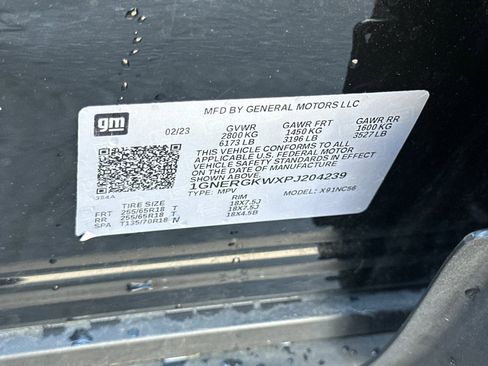 gm
MFD BY GENERAL MOTORS LLC
02/23 GVWR GAWR FRT GAWR RR
2800 KG 1450 KG 1600 KG
6173 LB 3196 LB 3527 LB
THIS VEHICLE CONFORMS TO ALL
APPLICABLE U.S. FEDERAL MOTOR
VEHICLE SAFETY STANDARDS IN EFFECT
ON THE DATE OF MANUFACTURE
SHOWN ABOVE.
1GNERGKWXPJ204239
TYPE: MPV MODEL: X91NC56
TIRE SIZE RIM
FRT 255/65R18 T 18X7.5J
RR 255/65R18 T 18X7.5J
SPA T135/70R18 N 18X4.5B